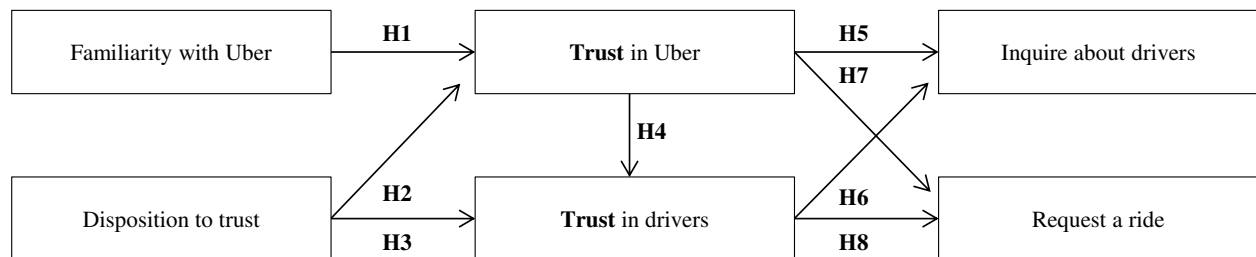 Familiarity with Uber
H1
Trust in Uber
H5
H7
Inquire about drivers
H4
Disposition to trust
H2
H3
Trust in drivers
H6
H8
Request a ride